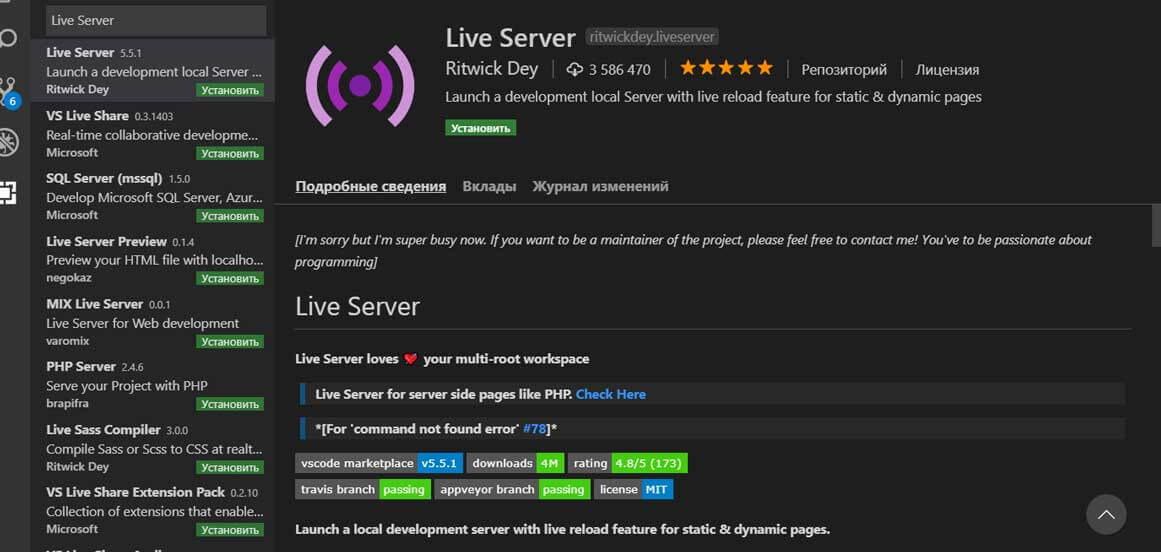 Live Server
Live Server 5.5.1
Launch a development local Server ...
Ritwick Dey Установить
VS Live Share 0.3.1403
Real-time collaborative developme...
Microsoft Установить
SQL Server (mssql) 1.5.0
Develop Microsoft SQL Server, Azur...
Microsoft Установить
Live Server Preview 0.1.4
Preview your HTML file with localho...
negokaz Установить
MIX Live Server 0.0.1
Live Server for Web development
varomix Установить
PHP Server 2.4.6
Serve your Project with PHP
brapifra Установить
Live Sass Compiler 3.0.0
Compile Sass or Scss to CSS at realt...
Ritwick Dey Установить
VS Live Share Extension Pack 0.2.10
Collection of extensions that enable...
Microsoft Установить
6
Live Server ritwickdey.liveserver
Ritwick Dey 3 586 470 Репозиторий Лицензия
Launch a development local Server with live reload feature for static & dynamic pages
Установить
Подробные сведения Вклады Журнал изменений
[I'm sorry but I'm super busy now. If you want to be a maintainer of the project, please feel free to contact me! You've to be passionate about
programming]
Live Server
Live Server loves ❤ your multi-root workspace
Live Server for server side pages like PHP. Check Here
*[For 'command not found error' #78]*
vscode marketplace v5.5.1 downloads 4M rating 4.8/5 (173)
travis branch passing appveyor branch passing license MIT
Launch a local development server with live reload feature for static & dynamic pages.